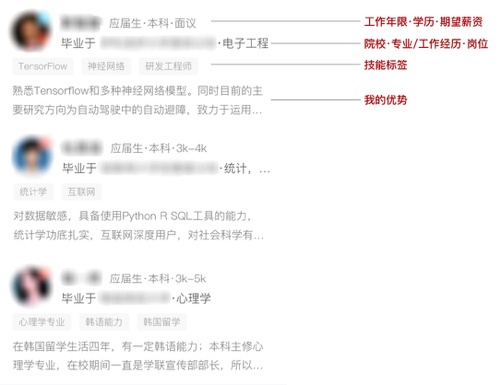 应届生·本科·面议
工作年限·学历·期望薪资
毕业于
·电子工程
院校·专业/工作经历·岗位
TensorFlow 神经网络 研发工程师
技能标签
熟悉Tensorflow和多种神经网络模型。同时目前的主
要研究方向为自动驾驶中的自动避障，致力于运用...
我的优势
应届生·本科·3k-4k
毕业于
·统计，...
统计学 互联网
对数据敏感，具备使用Python R SQL工具的能力，
统计学功底扎实，互联网深度用户，对社会科学有...
应届生·本科·3k-5k
毕业于
·心理学
心理学专业 韩语能力 韩国留学
在韩国留学生活四年，有一定韩语能力；本科主修心
理学专业，在校期间一直是学联宣传部部长，所以...